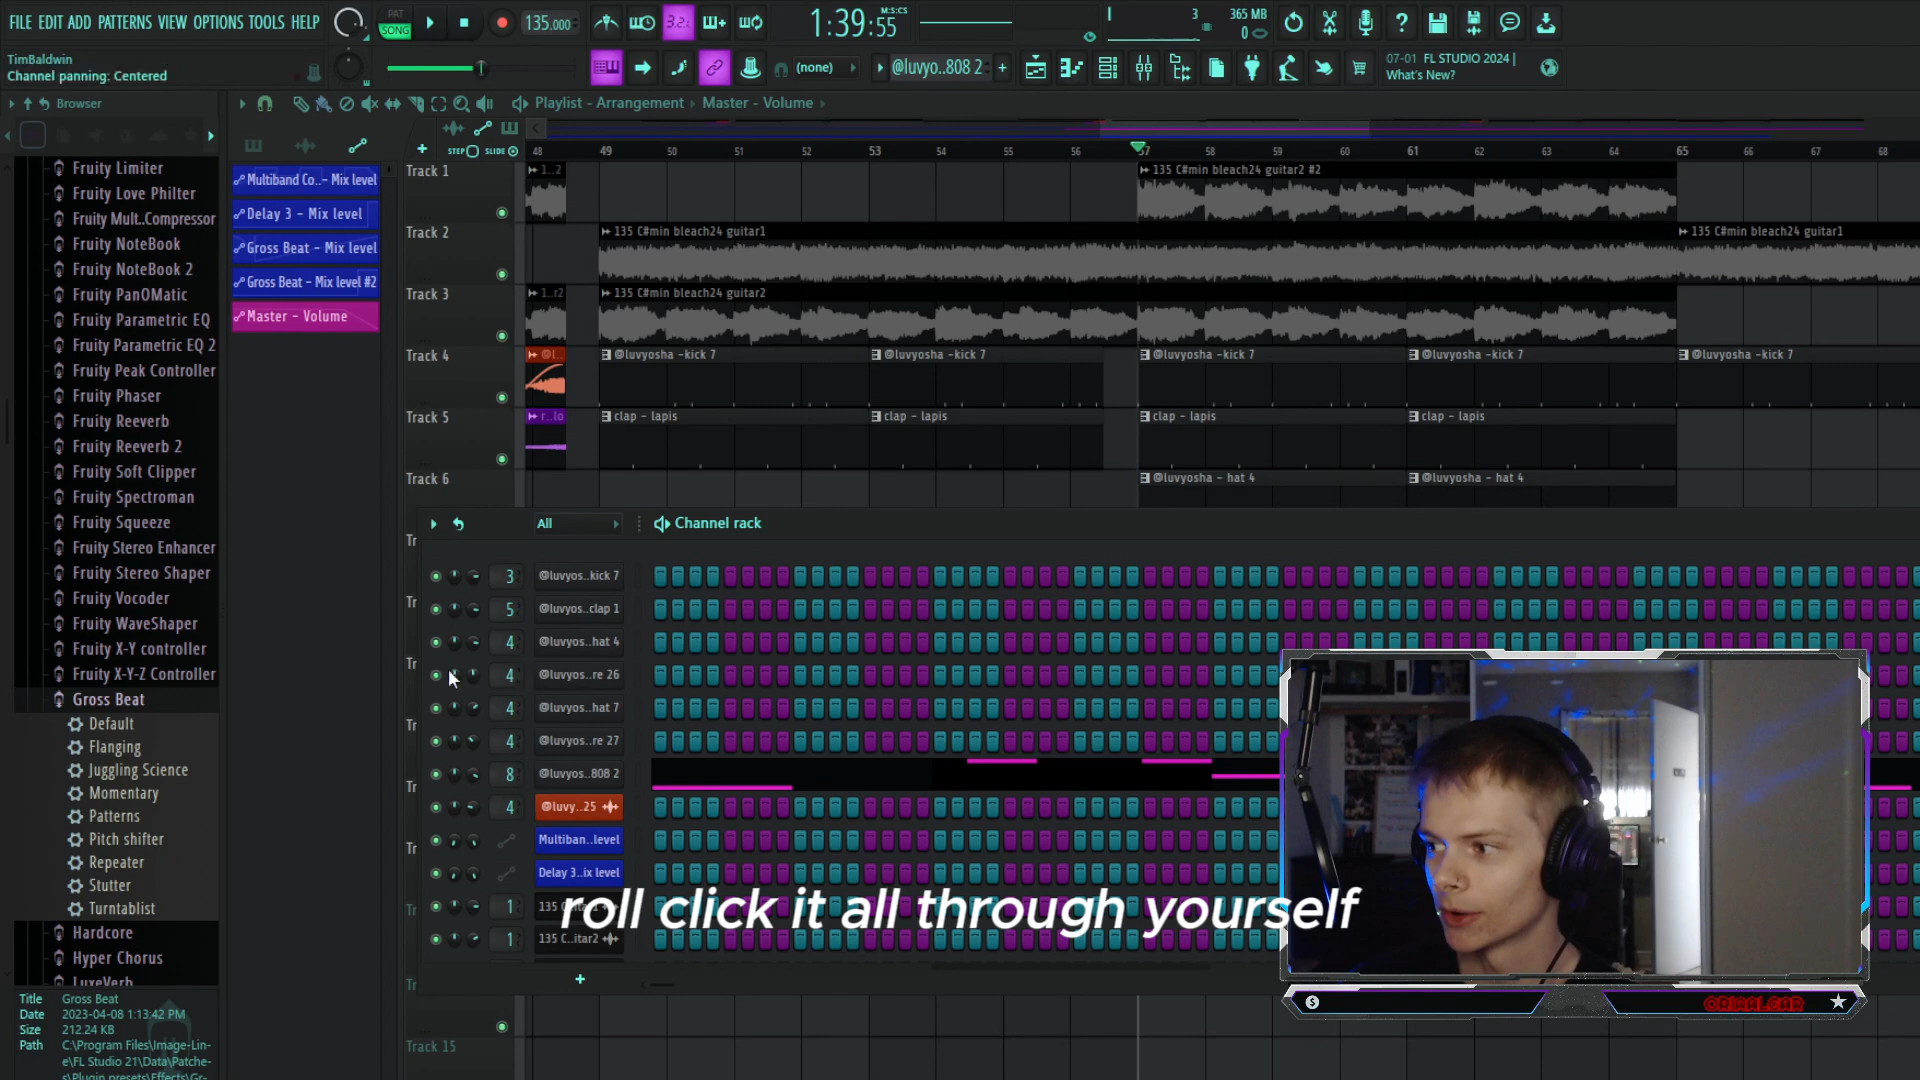 FILE EDIT ADD PATTERNS VIEW OPTIONS TOOLS HELP
PAT
SONG
135.000
3.2:
1:39:55
M:S:CS
3
365 MB
0
TimBaldwin
Channel panning: Centered
(none)
@luvyo..808 2
07-01 FL STUDIO 2024 |
What's New?
Browser
Playlist - Arrangement › Master - Volume ›
STEP SLIDE
48 49 50 51 52 53 54 55 56 57 58 59 60 61 62 63 64 65 66 67 68
Fruity Limiter
Fruity Love Philter
Fruity Mult..Compressor
Fruity NoteBook
Fruity NoteBook 2
Fruity PanOMatic
Fruity Parametric EQ
Fruity Parametric EQ 2
Fruity Peak Controller
Fruity Phaser
Fruity Reeverb
Fruity Reeverb 2
Fruity Soft Clipper
Fruity Spectroman
Fruity Squeeze
Fruity Stereo Enhancer
Fruity Stereo Shaper
Fruity Vocoder
Fruity WaveShaper
Fruity X-Y controller
Fruity X-Y-Z Controller
Gross Beat
Default
Flanging
Juggling Science
Momentary
Patterns
Pitch shifter
Repeater
Stutter
Turntablist
Hardcore
Hyper Chorus
LuxeVerb
Title Gross Beat
Date 2023-04-08 1:13:42 PM
Size 212.24 KB
Path C:\Program Files\Image-Lin-
e\FL Studio 21\Data\Patche-
s\Plugin presets\Effects\Gr-
Multiband Co..- Mix level
Delay 3 - Mix level
Gross Beat - Mix level
Gross Beat - Mix level #2
Master - Volume
Track 1
1..2
135 C#min bleach24 guitar2 #2
Track 2
135 C#min bleach24 guitar1
135 C#min bleach24 guitar1
Track 3
1..r2
135 C#min bleach24 guitar2
Track 4
@l..
@luvyosha -kick 7
@luvyosha -kick 7
@luvyosha -kick 7
@luvyosha -kick 7
@luvyosha -kick 7
Track 5
r..lo
clap - lapis
clap - lapis
clap - lapis
clap - lapis
Track 6
@luvyosha - hat 4
@luvyosha - hat 4
All
Channel rack
3 @luvyos..kick 7
5 @luvyos..clap 1
4 @luvyos..hat 4
4 @luvyos..re 26
4 @luvyos..hat 7
4 @luvyos..re 27
8 @luvyos..808 2
4 @luvy..25
Multiban..level
Delay 3..ix level
1
1 135 C..itar2
Track 15
roll click it all through yourself